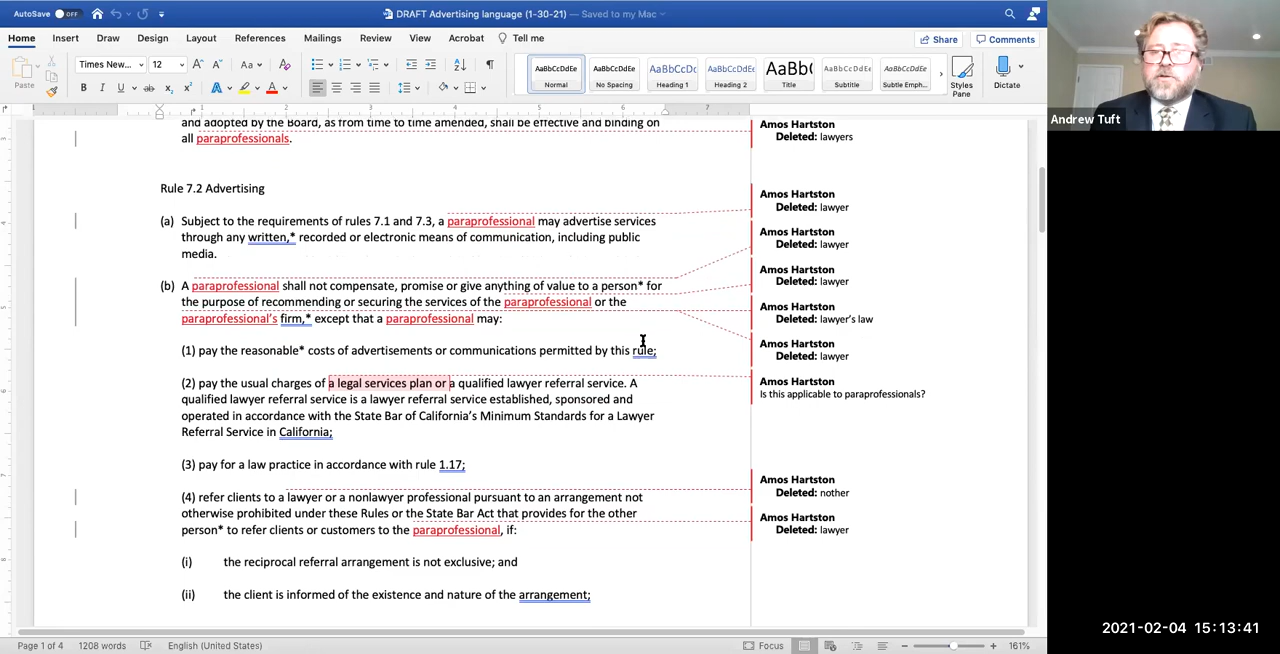 AutoSave OFF
DRAFT Advertising language (1-30-21) — Saved to my Mac
Home Insert Draw Design Layout References Mailings Review View Acrobat Tell me
Share Comments
Paste
Times New... 12
AaBbCcDdEe AaBbCcDdEe AaBbCcDc AaBbCcDdEe AaBb( AaBbCcDdEe AaBbCcDdEe
Normal No Spacing Heading 1 Heading 2 Title Subtitle Subtle Emph...
Styles Pane
Dictate
1 1 2 3 4 5 6 7
and adopted by the Board, as from time to time amended, shall be effective and binding on
all paraprofessionals.
Rule 7.2 Advertising
(a) Subject to the requirements of rules 7.1 and 7.3, a paraprofessional may advertise services
through any written,* recorded or electronic means of communication, including public
media.
(b) A paraprofessional shall not compensate, promise or give anything of value to a person* for
the purpose of recommending or securing the services of the paraprofessional or the
paraprofessional's firm,* except that a paraprofessional may:
(1) pay the reasonable* costs of advertisements or communications permitted by this rule;
(2) pay the usual charges of a legal services plan or a qualified lawyer referral service. A
qualified lawyer referral service is a lawyer referral service established, sponsored and
operated in accordance with the State Bar of California's Minimum Standards for a Lawyer
Referral Service in California;
(3) pay for a law practice in accordance with rule 1.17;
(4) refer clients to a lawyer or a nonlawyer professional pursuant to an arrangement not
otherwise prohibited under these Rules or the State Bar Act that provides for the other
person* to refer clients or customers to the paraprofessional, if:
(i) the reciprocal referral arrangement is not exclusive; and
(ii) the client is informed of the existence and nature of the arrangement;
Amos Hartston
Deleted: lawyers
Amos Hartston
Deleted: lawyer
Amos Hartston
Deleted: lawyer
Amos Hartston
Deleted: lawyer
Amos Hartston
Deleted: lawyer's law
Amos Hartston
Deleted: lawyer
Amos Hartston
Is this applicable to paraprofessionals?
Amos Hartston
Deleted: nother
Amos Hartston
Deleted: lawyer
Page 1 of 4 1208 words English (United States) Focus 161%
Andrew Tuft
2021-02-04 15:13:41